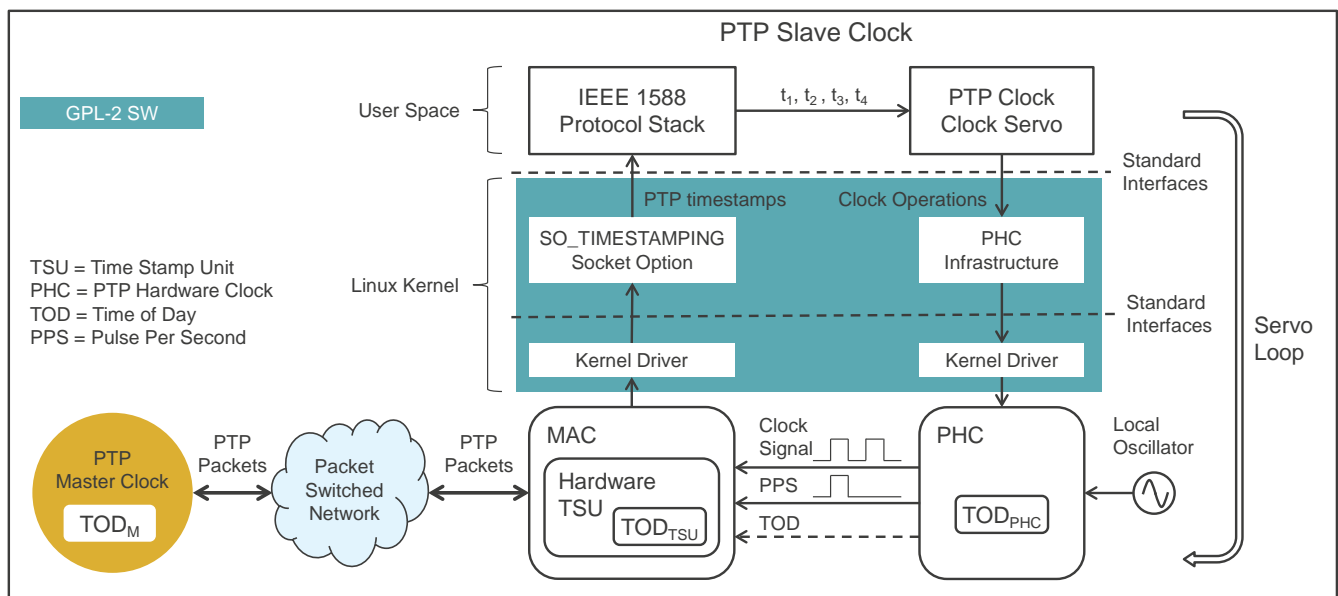 PTP Slave Clock
GPL-2 SW
User Space
IEEE 1588
Protocol Stack
t1, t2 , t3, t4
PTP Clock
Clock Servo
Standard
Interfaces
PTP timestamps
Clock Operations
SO_TIMESTAMPING
Socket Option
PHC
Infrastructure
TSU = Time Stamp Unit
PHC = PTP Hardware Clock
TOD = Time of Day
PPS = Pulse Per Second
Linux Kernel
Standard
Interfaces
Servo
Loop
Kernel Driver
Kernel Driver
PTP
Master Clock
TODM
PTP
Packets
Packet
Switched
Network
PTP
Packets
MAC
Hardware
TSU
TODTSU
Clock
Signal
PPS
TOD
PHC
TODPHC
Local
Oscillator